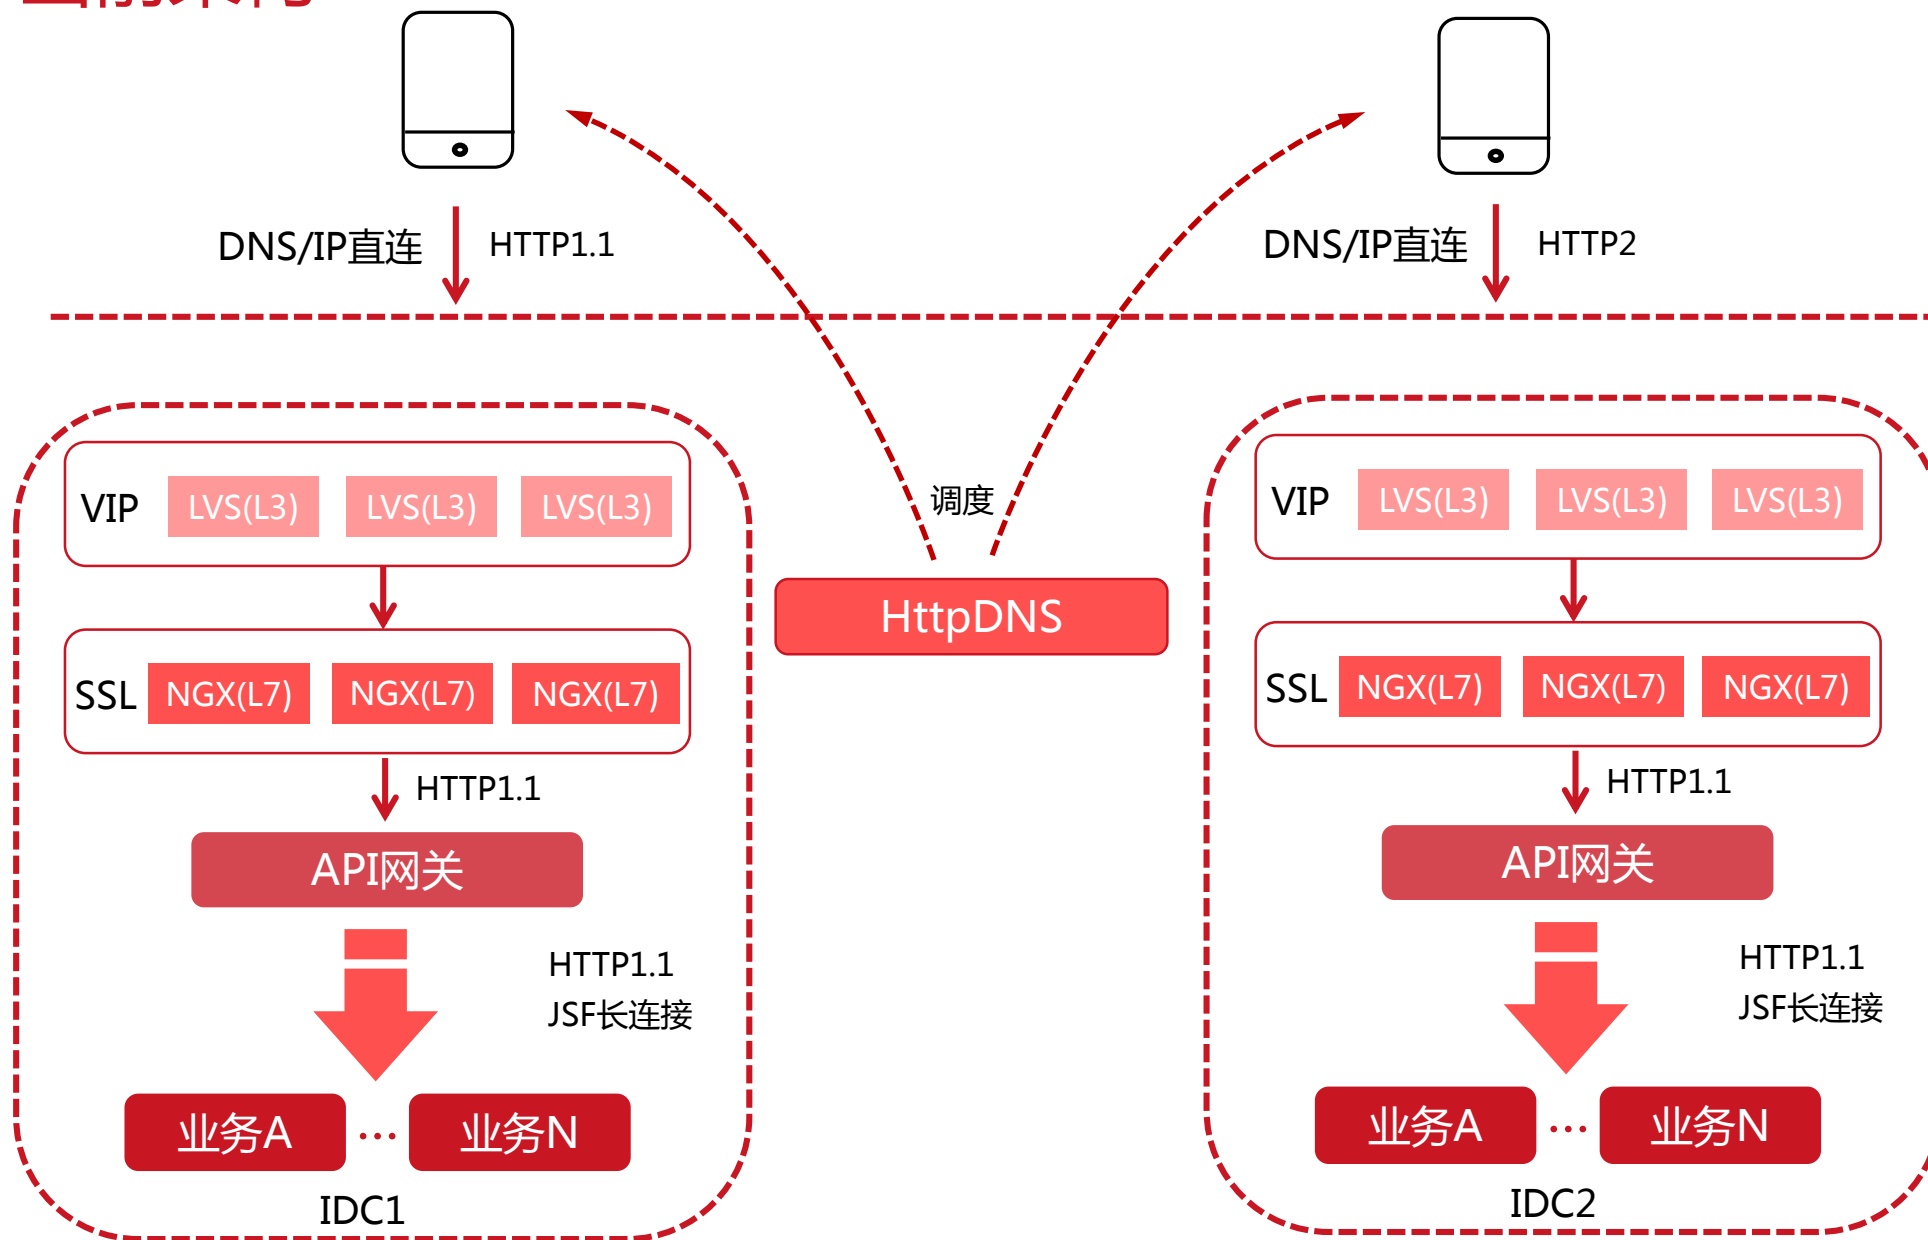 DNS/IP直连
HTTP1.1
DNS/IP直连
HTTP2
VIP
LVS(L3)
LVS(L3)
LVS(L3)
SSL
NGX(L7)
NGX(L7)
NGX(L7)
HTTP1.1
API网关
HTTP1.1
JSF长连接
业务A
...
业务N
IDC1
调度
HttpDNS
VIP
LVS(L3)
LVS(L3)
LVS(L3)
SSL
NGX(L7)
NGX(L7)
NGX(L7)
HTTP1.1
API网关
HTTP1.1
JSF长连接
业务A
...
业务N
IDC2